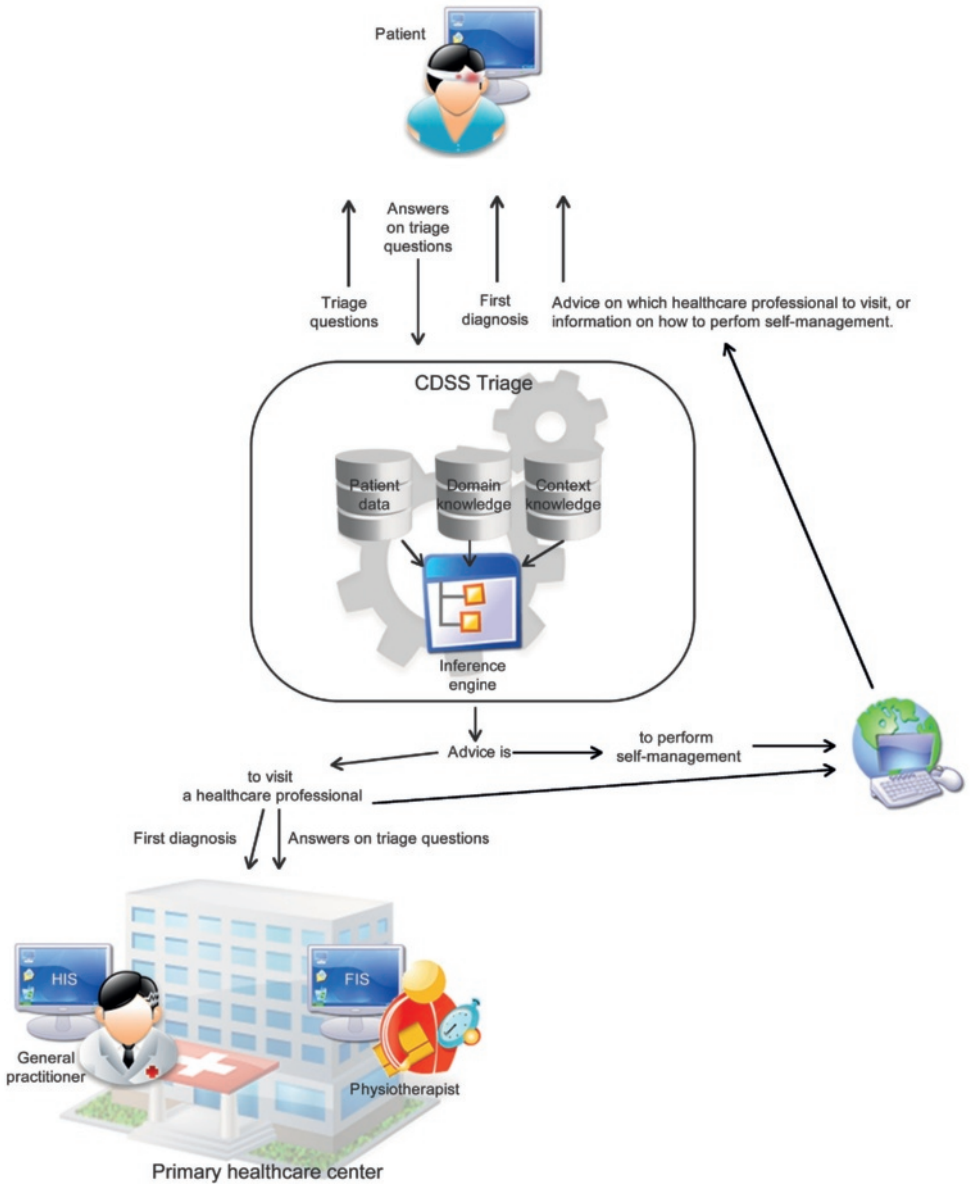 Patient
Answers
on triage
questions
Triage
questions
First
diagnosis
Advice on which healthcare professional to visit, or
information on how to perfom self-management.
CDSS Triage
Patient
data
Domain
knowledge
Context
knowledge
Inference
engine
Advice is
to perform
self-management
to visit
a healthcare professional
First diagnosis
Answers on triage questions
HIS
FIS
General
practitioner
Physiotherapist
Primary healthcare center